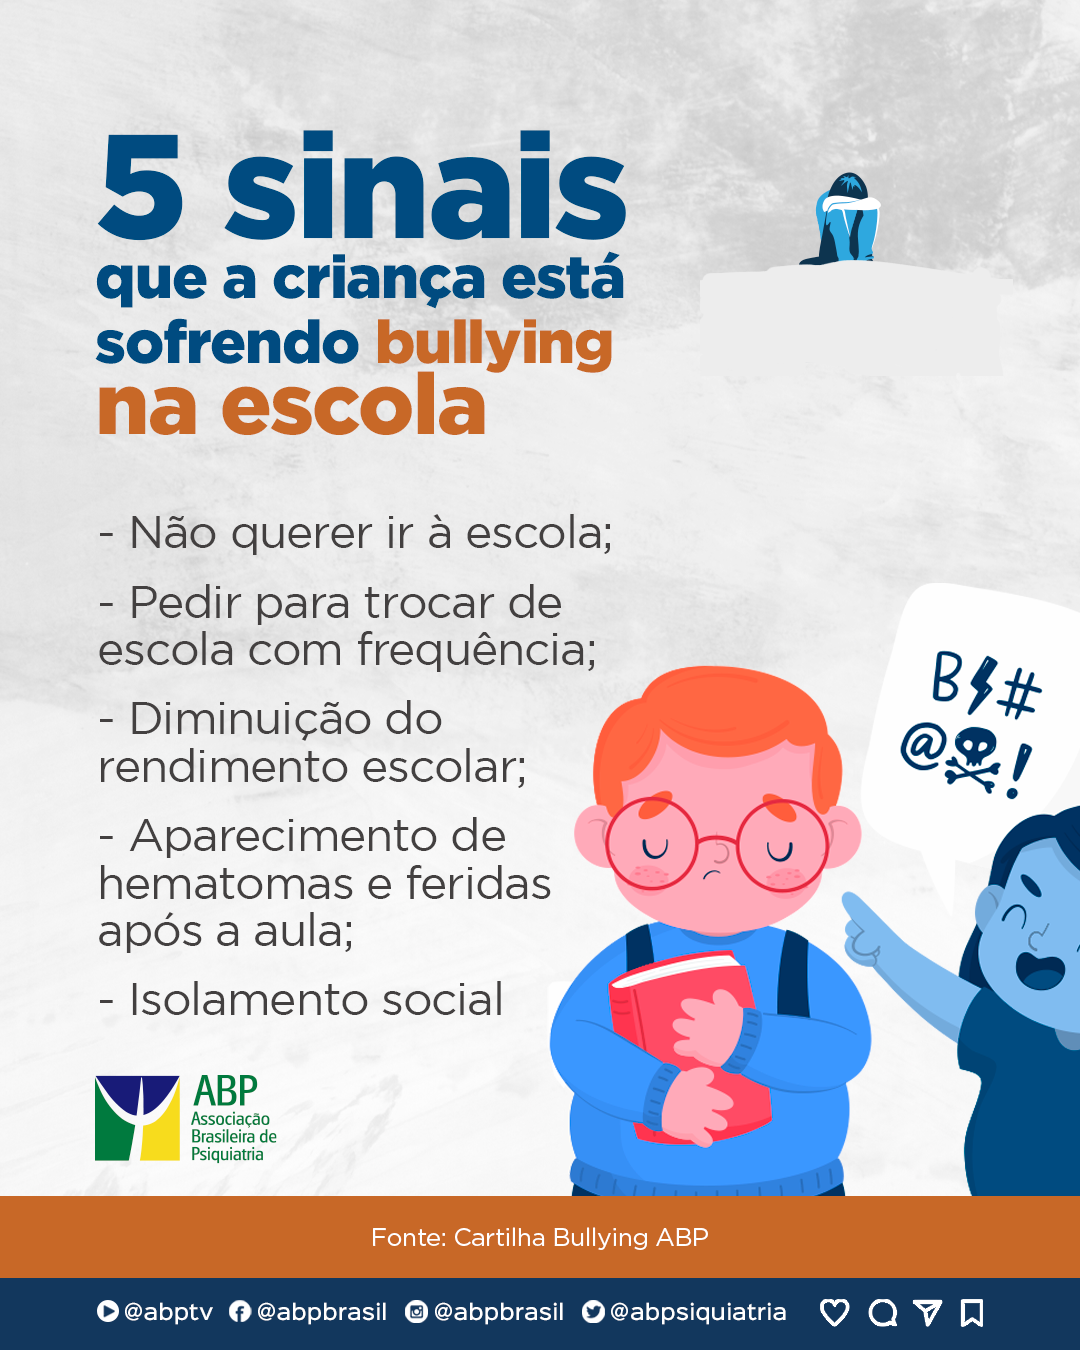 5 sinais
que a criança está
sofrendo bullying
na escola
- Não querer ir à escola;
- Pedir para trocar de
escola com frequência;
- Diminuição do
rendimento escolar;
- Aparecimento de
hematomas e feridas
após a aula;
- Isolamento social
B#
@!
ABP
Associação
Brasileira de
Psiquiatria
Fonte: Cartilha Bullying ABP
@abptv @abpbrasil @abpbrasil @abpsiquiatria